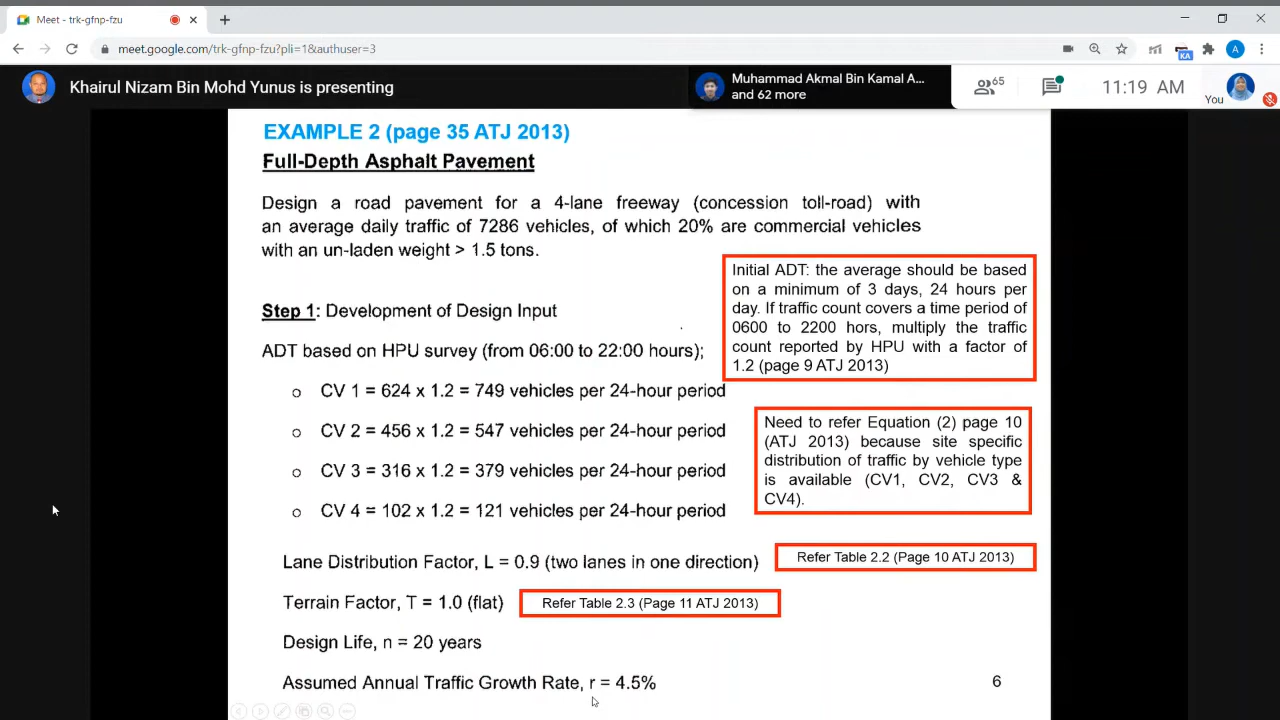 Meet - trk-gfnp-fzu
meet.google.com/trk-gfnp-fzu?pli=1&authuser=3
A
KA
Khairul Nizam Bin Mohd Yunus is presenting
Muhammad Akmal Bin Kamal A...
and 62 more
65
11:19 AM
You
EXAMPLE 2 (page 35 ATJ 2013)
Full-Depth Asphalt Pavement
Design a road pavement for a 4-lane freeway (concession toll-road) with
an average daily traffic of 7286 vehicles, of which 20% are commercial vehicles
with an un-laden weight > 1.5 tons.
Initial ADT: the average should be based
on a minimum of 3 days, 24 hours per
day. If traffic count covers a time period of
0600 to 2200 hors, multiply the traffic
count reported by HPU with a factor of
1.2 (page 9 ATJ 2013)
Step 1: Development of Design Input
ADT based on HPU survey (from 06:00 to 22:00 hours);
o CV 1 = 624 x 1.2 = 749 vehicles per 24-hour period
o CV 2 = 456 x 1.2 = 547 vehicles per 24-hour period
o CV 3 = 316 x 1.2 = 379 vehicles per 24-hour period
o CV 4 = 102 x 1.2 = 121 vehicles per 24-hour period
Need to refer Equation (2) page 10
(ATJ 2013) because site specific
distribution of traffic by vehicle type
is available (CV1, CV2, CV3 &
CV4).
Lane Distribution Factor, L = 0.9 (two lanes in one direction)
Refer Table 2.2 (Page 10 ATJ 2013)
Terrain Factor, T = 1.0 (flat)
Refer Table 2.3 (Page 11 ATJ 2013)
Design Life, n = 20 years
Assumed Annual Traffic Growth Rate, r = 4.5%
6